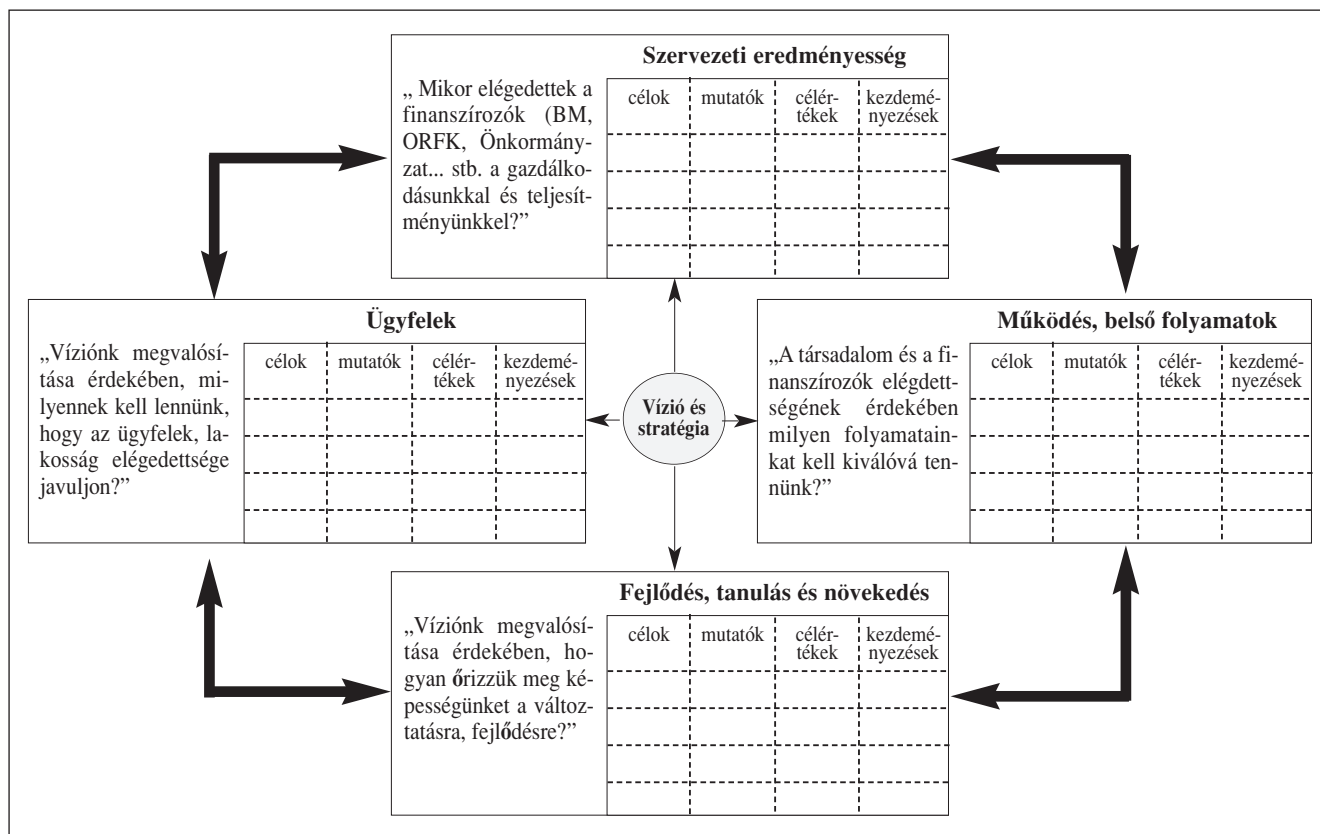 Szervezeti eredményesség
„ Mikor elégedettek a
finanszírozók (BM,
ORFK, Önkormány-
zat... stb. a gazdálko-
dásunkkal és teljesít-
ményünkkel?”
célok mutatók célér- kezdemé-
tékek nyezések
Ügyfelek
„Víziónk megvalósí-
tása érdekében, mi-
lyennek kell lennünk,
hogy az ügyfelek, la-
kosság elégedettsége
javuljon?”
célok mutatók célér- kezdemé-
tékek nyezések
Vízió és
stratégia
Működés, belső folyamatok
„A társadalom és a fi-
nanszírozók elégdett-
ségének érdekében
milyen folyamatain-
kat kell kiválóvá ten-
nünk?”
célok mutatók célér- kezdemé-
tékek nyezések
Fejlődés, tanulás és növekedés
„Víziónk megvalósí-
tása érdekében, ho-
gyan őrizzük meg ké-
pességünket a változ-
tatásra, fejlődésre?”
célok mutatók célér- kezdemé-
tékek nyezések